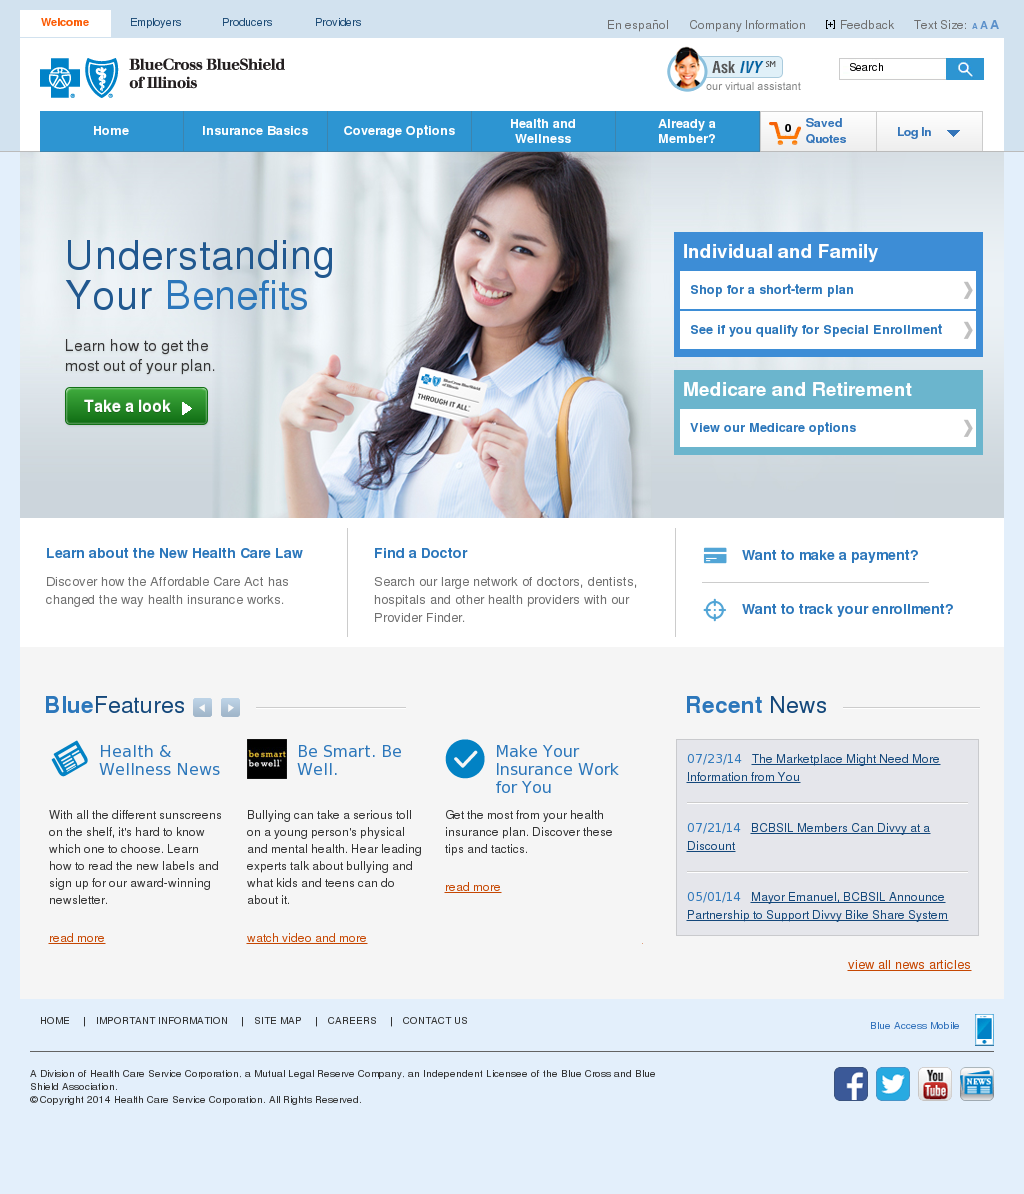 Welcome
Employers
Producers
Providers
En español
Company Information
[+] Feedback
Text Size: A A A
BlueCross BlueShield
of Illinois
Ask IVY SM
our virtual assistant
Search
Home
Insurance Basics
Coverage Options
Health and
Wellness
Already a
Member?
0
Saved
Quotes
Log In
Understanding
Your Benefits
Learn how to get the
most out of your plan.
Take a look
BlueCross BlueShield
THROUGH IT ALL.
Individual and Family
Shop for a short-term plan
See if you qualify for Special Enrollment
Medicare and Retirement
View our Medicare options
Learn about the New Health Care Law
Discover how the Affordable Care Act has
changed the way health insurance works.
Find a Doctor
Search our large network of doctors, dentists,
hospitals and other health providers with our
Provider Finder.
Want to make a payment?
Want to track your enrollment?
BlueFeatures
Health &
Wellness News
With all the different sunscreens
on the shelf, it's hard to know
which one to choose. Learn
how to read the new labels and
sign up for our award-winning
newsletter.
read more
be smart
be well
Be Smart. Be
Well.
Bullying can take a serious toll
on a young person's physical
and mental health. Hear leading
experts talk about bullying and
what kids and teens can do
about it.
watch video and more
Make Your
Insurance Work
for You
Get the most from your health
insurance plan. Discover these
tips and tactics.
read more
Recent News
07/23/14 The Marketplace Might Need More
Information from You
07/21/14 BCBSIL Members Can Divvy at a
Discount
05/01/14 Mayor Emanuel, BCBSIL Announce
Partnership to Support Divvy Bike Share System
view all news articles
HOME | IMPORTANT INFORMATION | SITE MAP | CAREERS | CONTACT US
Blue Access Mobile
A Division of Health Care Service Corporation. a Mutual Legal Reserve Company. an Independent Licensee of the Blue Cross and Blue
Shield Association.
© Copyright 2014 Health Care Service Corporation. All Rights Reserved.
You
Tube
NEWS